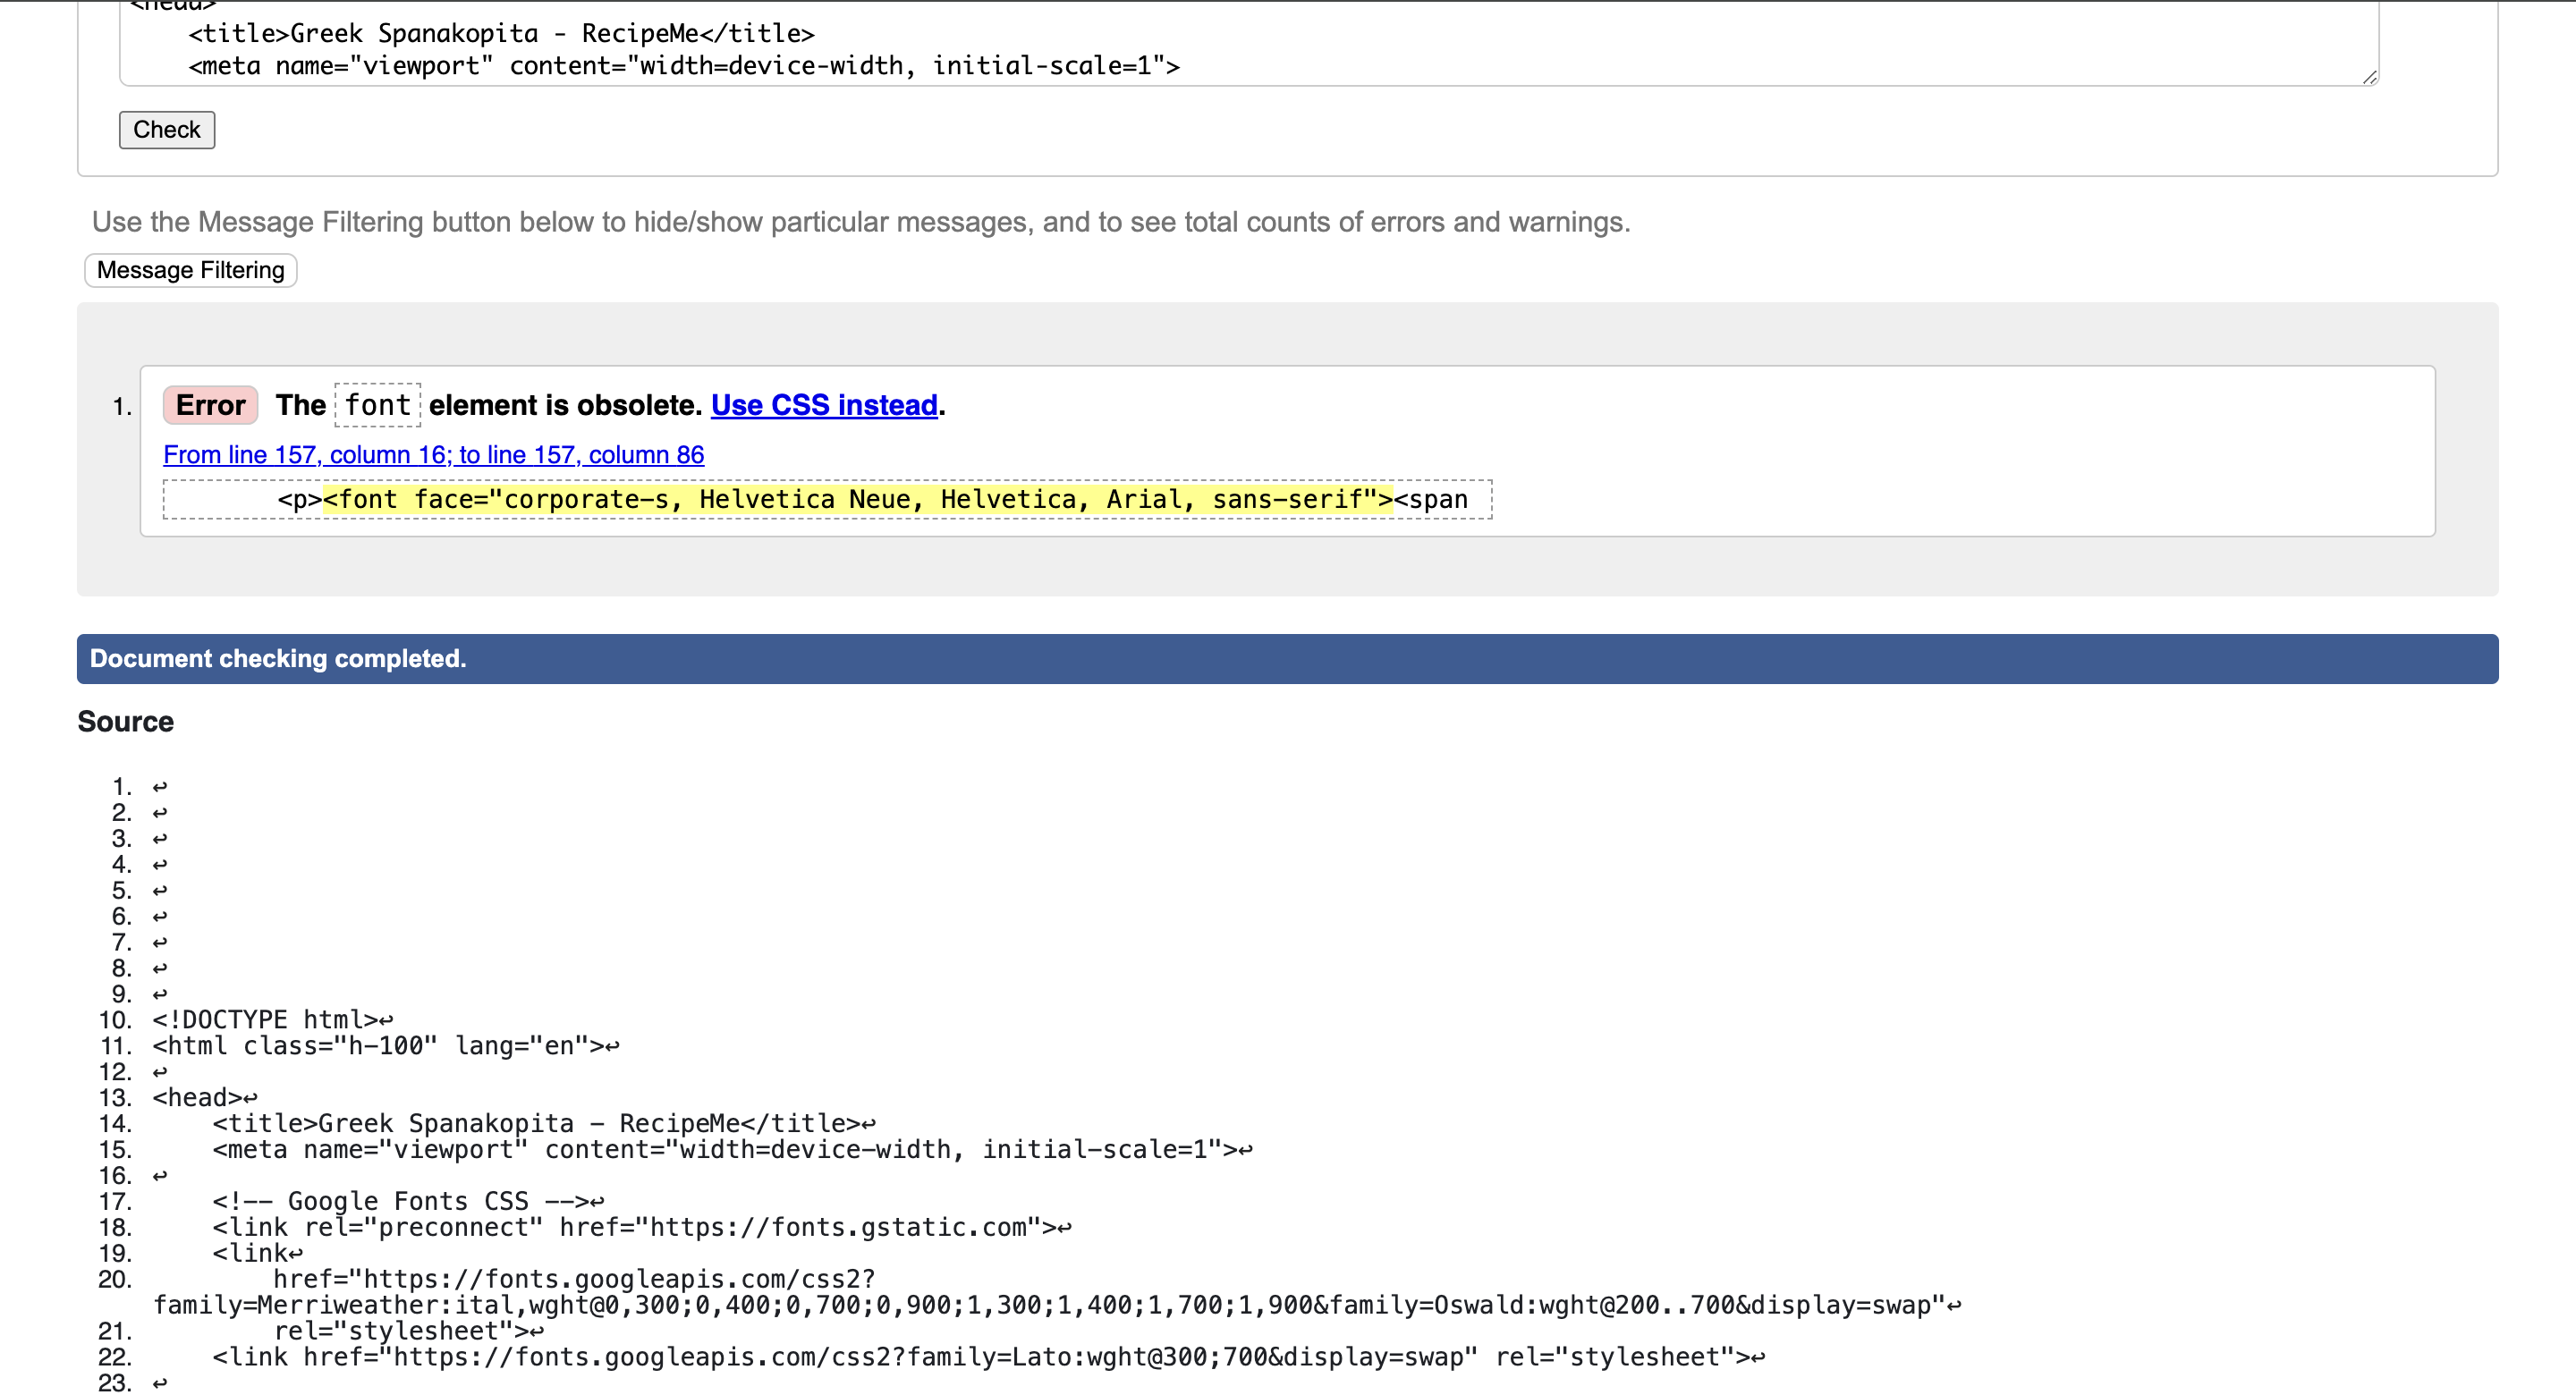 <head>
<title>Greek Spanakopita - RecipeMe</title>
<meta name="viewport" content="width=device-width, initial-scale=1">
Check
Use the Message Filtering button below to hide/show particular messages, and to see total counts of errors and warnings.
Message Filtering
1. Error The font element is obsolete. Use CSS instead.
From line 157, column 16; to line 157, column 86
<p><font face="corporate-s, Helvetica Neue, Helvetica, Arial, sans-serif"><span
Document checking completed.
Source
1. ↩
2. ↩
3. ↩
4. ↩
5. ↩
6. ↩
7. ↩
8. ↩
9. ↩
10. <!DOCTYPE html>↩
11. <html class="h-100" lang="en">↩
12. ↩
13. <head>↩
14. <title>Greek Spanakopita - RecipeMe</title>↩
15. <meta name="viewport" content="width=device-width, initial-scale=1">↩
16. ↩
17. <!-- Google Fonts CSS -->↩
18. <link rel="preconnect" href="https://fonts.gstatic.com">↩
19. <link↩
20. href="https://fonts.googleapis.com/css2?
family=Merriweather:ital,wght@0,300;0,400;0,700;0,900;1,300;1,400;1,700;1,900&family=Oswald:wght@200..700&display=swap"↩
21. rel="stylesheet">↩
22. <link href="https://fonts.googleapis.com/css2?family=Lato:wght@300;700&display=swap" rel="stylesheet">↩
23. ↩